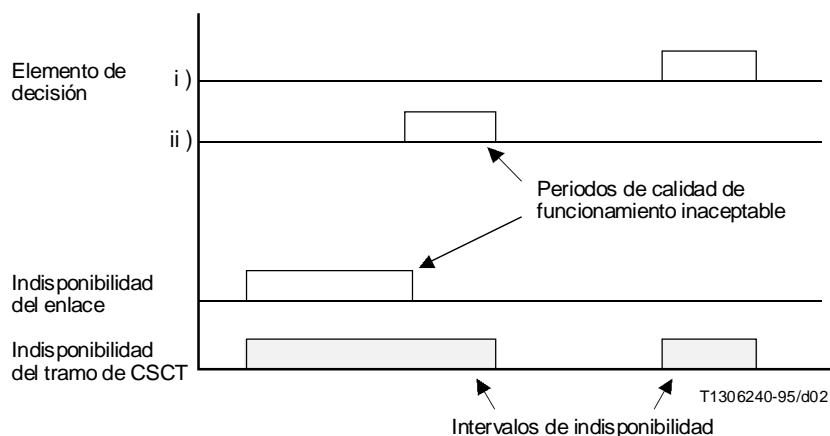 Elemento de
decisión
i )
ii )
Periodos de calidad de
funcionamiento inaceptable
Indisponibilidad
del enlace
Indisponibilidad
del tramo de CSCT
T1306240-95/d02
Intervalos de indisponibilidad